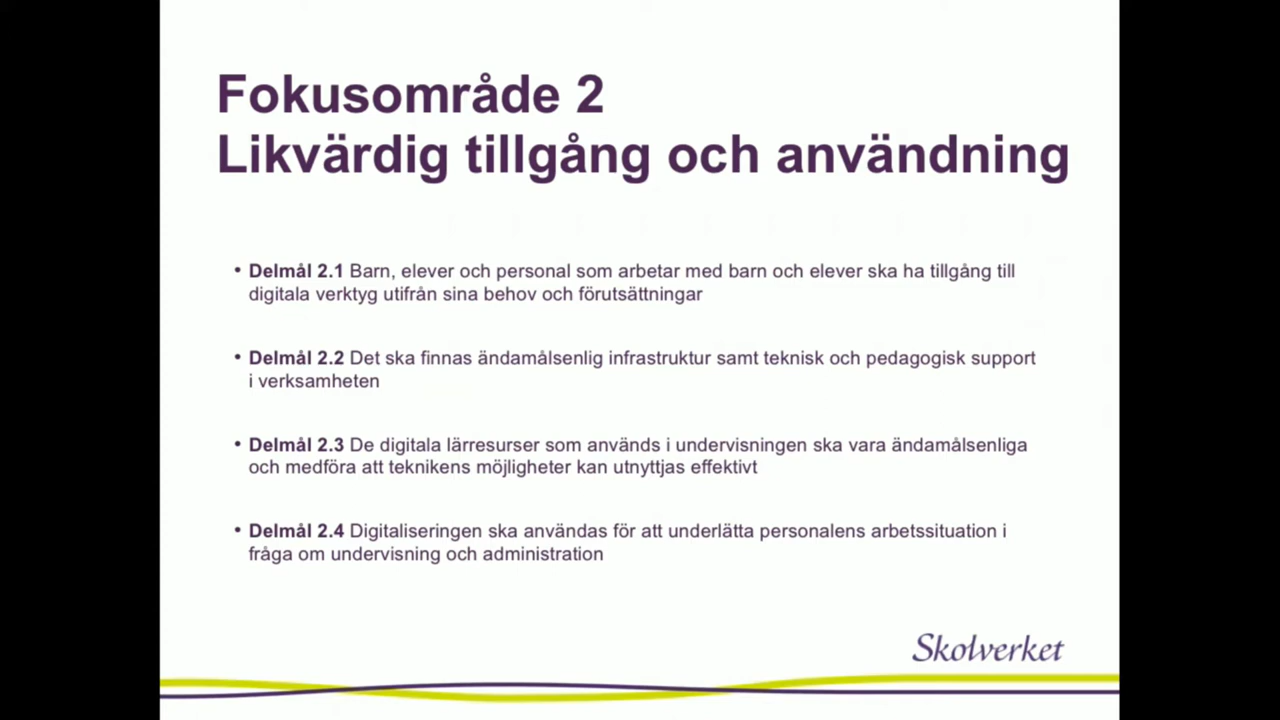 Fokusområde 2
Likvärdig tillgång och användning
• Delmål 2.1 Barn, elever och personal som arbetar med barn och elever ska ha tillgång till
digitala verktyg utifrån sina behov och förutsättningar
• Delmål 2.2 Det ska finnas ändamålsenlig infrastruktur samt teknisk och pedagogisk support
i verksamheten
• Delmål 2.3 De digitala lärresurser som används i undervisningen ska vara ändamålsenliga
och medföra att teknikens möjligheter kan utnyttjas effektivt
• Delmål 2.4 Digitaliseringen ska användas för att underlätta personalens arbetssituation i
fråga om undervisning och administration
Skolverket